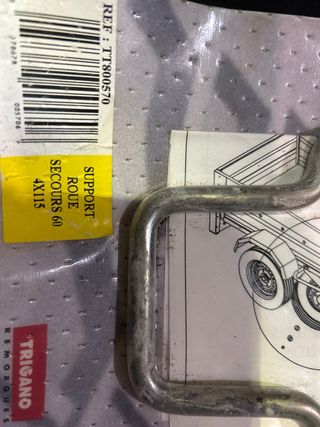 REF : TT800570
SUPPORT
ROUE
SECOURS 60
4X115
TRIGANO
REMORQUES